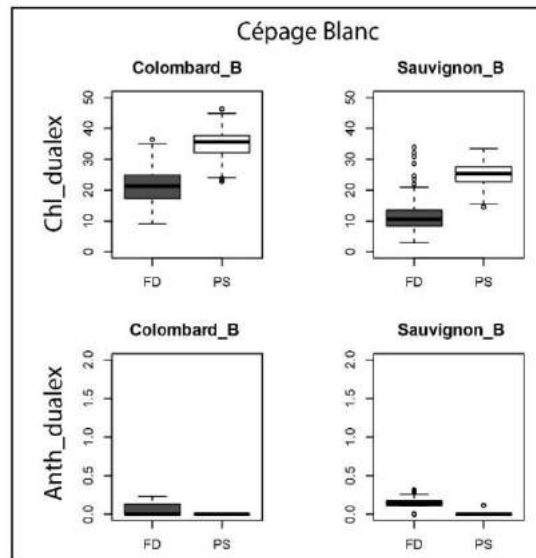 Cépage Blanc
Colombard_B
Sauvignon_B
Chl_dualex
50
40
30
20
10
0
FD
PS
50
40
30
20
10
0
FD
PS
Colombard_B
Sauvignon_B
Anth_dualex
2.0
1.5
1.0
0.5
0.0
FD
PS
2.0
1.5
1.0
0.5
0.0
FD
PS